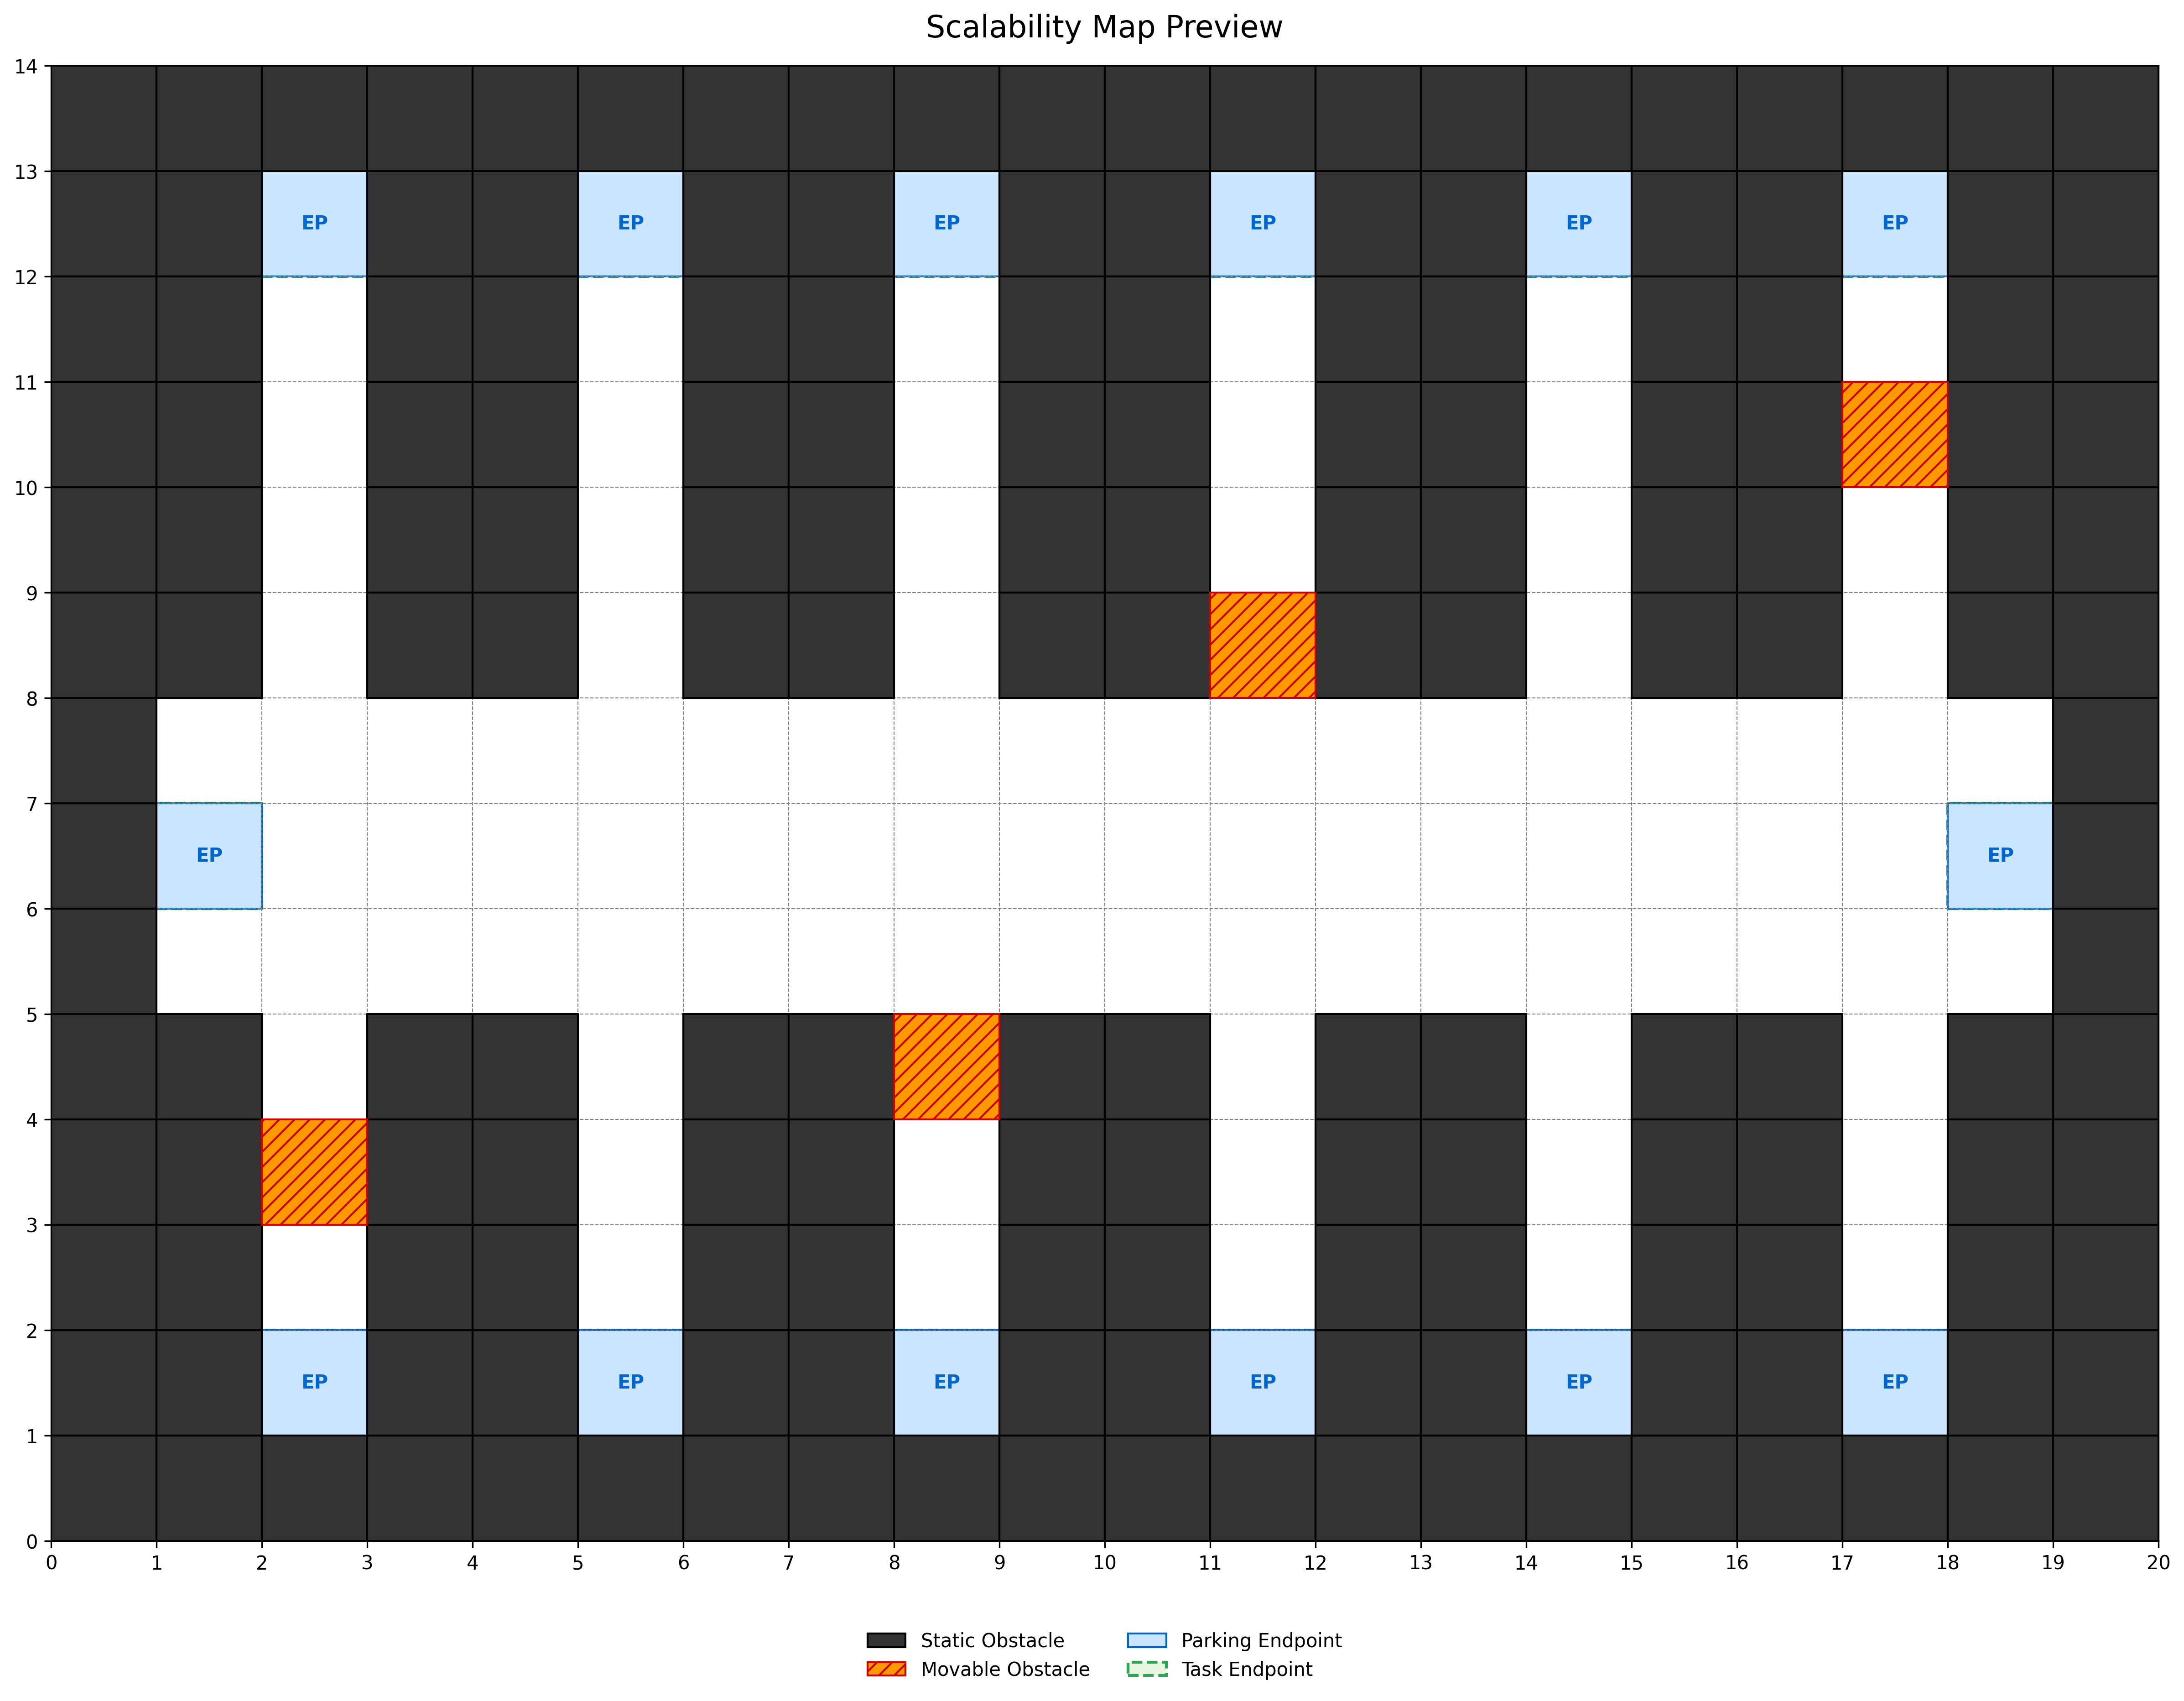 Scalability Map Preview
14
13
EP EP EP EP EP EP
12
11
10
9
8
7
EP EP
6
5
4
3
2
EP EP EP EP EP EP
1
0
0 1 2 3 4 5 6 7 8 9 10 11 12 13 14 15 16 17 18 19 20
Static Obstacle
Movable Obstacle
Parking Endpoint
Task Endpoint